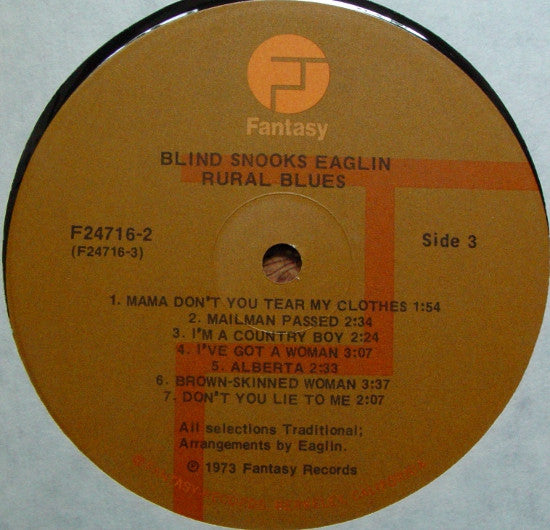 Fantasy
BLIND SNOOKS EAGLIN
RURAL BLUES
F24716-2
(F24716-3)
Side 3
1. MAMA DON'T YOU TEAR MY CLOTHES 1:54
2. MAILMAN PASSED 2:34
3. I'M A COUNTRY BOY 2:24
4. I'VE GOT A WOMAN 3:07
5. ALBERTA 2:33
6. BROWN-SKINNED WOMAN 3:37
7. DON'T YOU LIE TO ME 2:07
All selections Traditional;
Arrangements by Eaglin.
℗ 1973 Fantasy Records